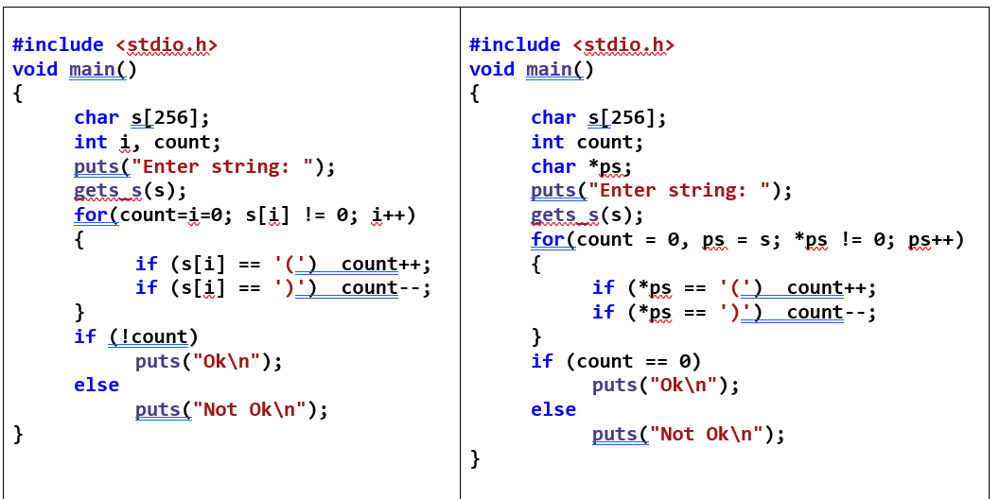 #include <stdio.h>
void main()
{
char s[256];
int i, count;
puts("Enter string: ");
gets_s(s);
for(count=i=0; s[i] != 0; i++)
{
if (s[i] == '(')  count++;
if (s[i] == ')')  count--;
}
if (!count)
puts("Ok\n");
else
puts("Not Ok\n");
}
#include <stdio.h>
void main()
{
char s[256];
int count;
char *ps;
puts("Enter string: ");
gets_s(s);
for(count = 0, ps = s; *ps != 0; ps++)
{
if (*ps == '(')  count++;
if (*ps == ')')  count--;
}
if (count == 0)
puts("Ok\n");
else
puts("Not Ok\n");
}